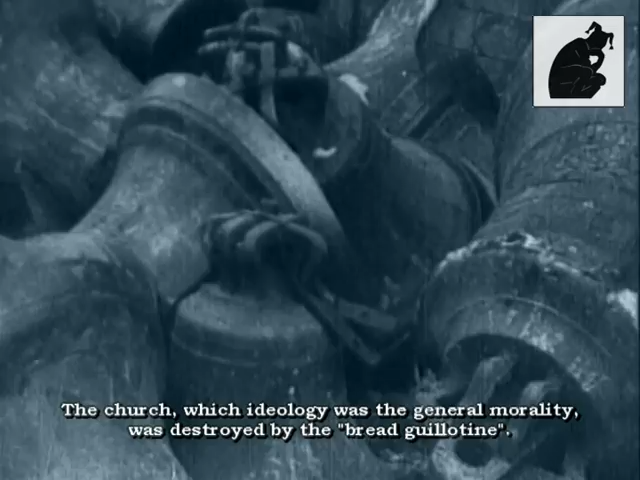 The church, which ideology was the general morality,
was destroyed by the "bread guillotine".